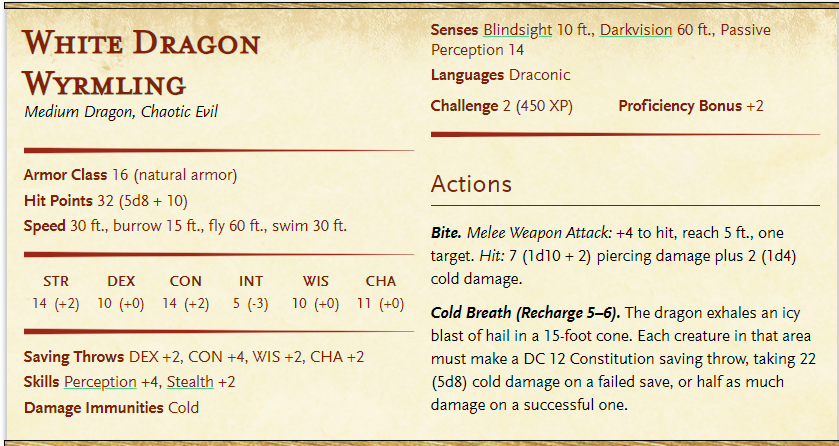 White Dragon
Wyrmling
Medium Dragon, Chaotic Evil
Armor Class 16 (natural armor)
Hit Points 32 (5d8 + 10)
Speed 30 ft., burrow 15 ft., fly 60 ft., swim 30 ft.
STR DEX CON INT WIS CHA
14 (+2) 10 (+0) 14 (+2) 5 (-3) 10 (+0) 11 (+0)
Saving Throws DEX +2, CON +4, WIS +2, CHA +2
Skills Perception +4, Stealth +2
Damage Immunities Cold
Senses Blindsight 10 ft., Darkvision 60 ft., Passive
Perception 14
Languages Draconic
Challenge 2 (450 XP) Proficiency Bonus +2
Actions
Bite. Melee Weapon Attack: +4 to hit, reach 5 ft., one
target. Hit: 7 (1d10 + 2) piercing damage plus 2 (1d4)
cold damage.
Cold Breath (Recharge 5–6). The dragon exhales an icy
blast of hail in a 15-foot cone. Each creature in that area
must make a DC 12 Constitution saving throw, taking 22
(5d8) cold damage on a failed save, or half as much
damage on a successful one.